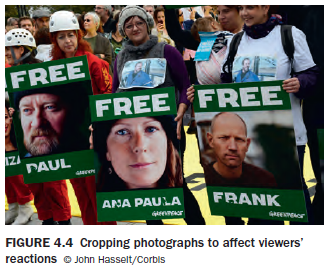 FREE
PAUL
GREENPEACE
FREE
ANA PAULA
GREENPEACE
FREE
FRANK
GREENPEACE
FIGURE 4.4 Cropping photographs to affect viewers'
reactions © John Hasselt/Corbis